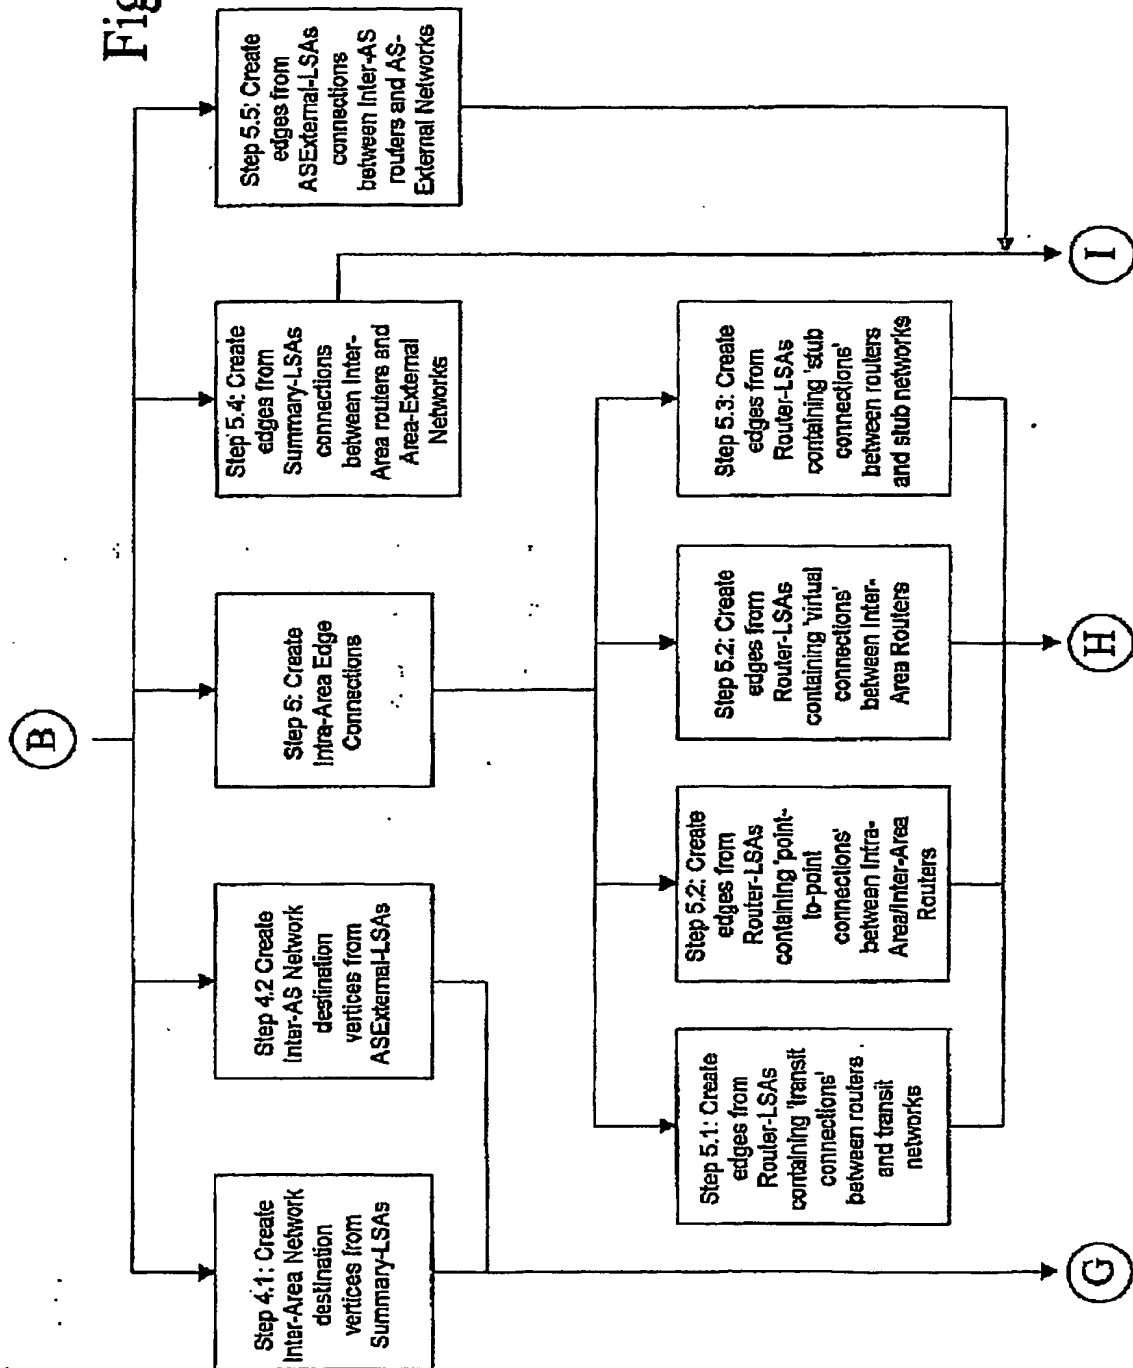 Fig
B
Step 4.1: Create
Inter-Area Network
destination
vertices from
Summary-LSAs
Step 4.2 Create
Inter-AS Network
destination
vertices from
ASExternal-LSAs
Step 5: Create
Intra-Area Edge
Connections
Step 5.4: Create
edges from
Summary-LSAs
connections
between Inter-
Area routers and
Area-External
Networks
Step 5.5: Create
edges from
ASExternal-LSAs
connections
between Inter-AS
routers and AS-
External Networks
Step 5.1: Create
edges from
Router-LSAs
containing 'transit
connections'
between routers
and transit
networks
Step 5.2: Create
edges from
Router-LSAs
containing 'point-
to-point
connections'
between Intra-
Area/Inter-Area
Routers
Step 5.2: Create
edges from
Router-LSAs
containing 'virtual
connections'
between Inter-
Area Routers
Step 5.3: Create
edges from
Router-LSAs
containing 'stub
connections'
between routers
and stub networks
G
H
I